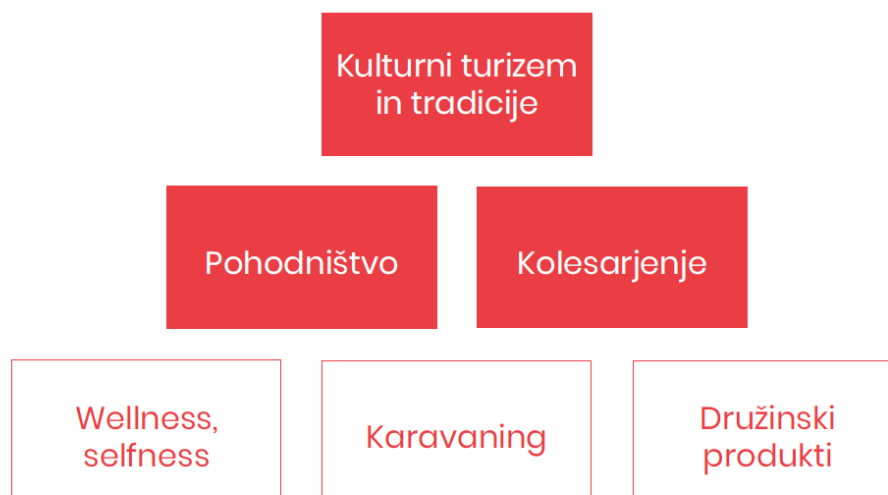 Kulturni turizem
in tradicije
Pohodništvo
Kolesarjenje
Wellness,
selfness
Karavaning
Družinski
produkti